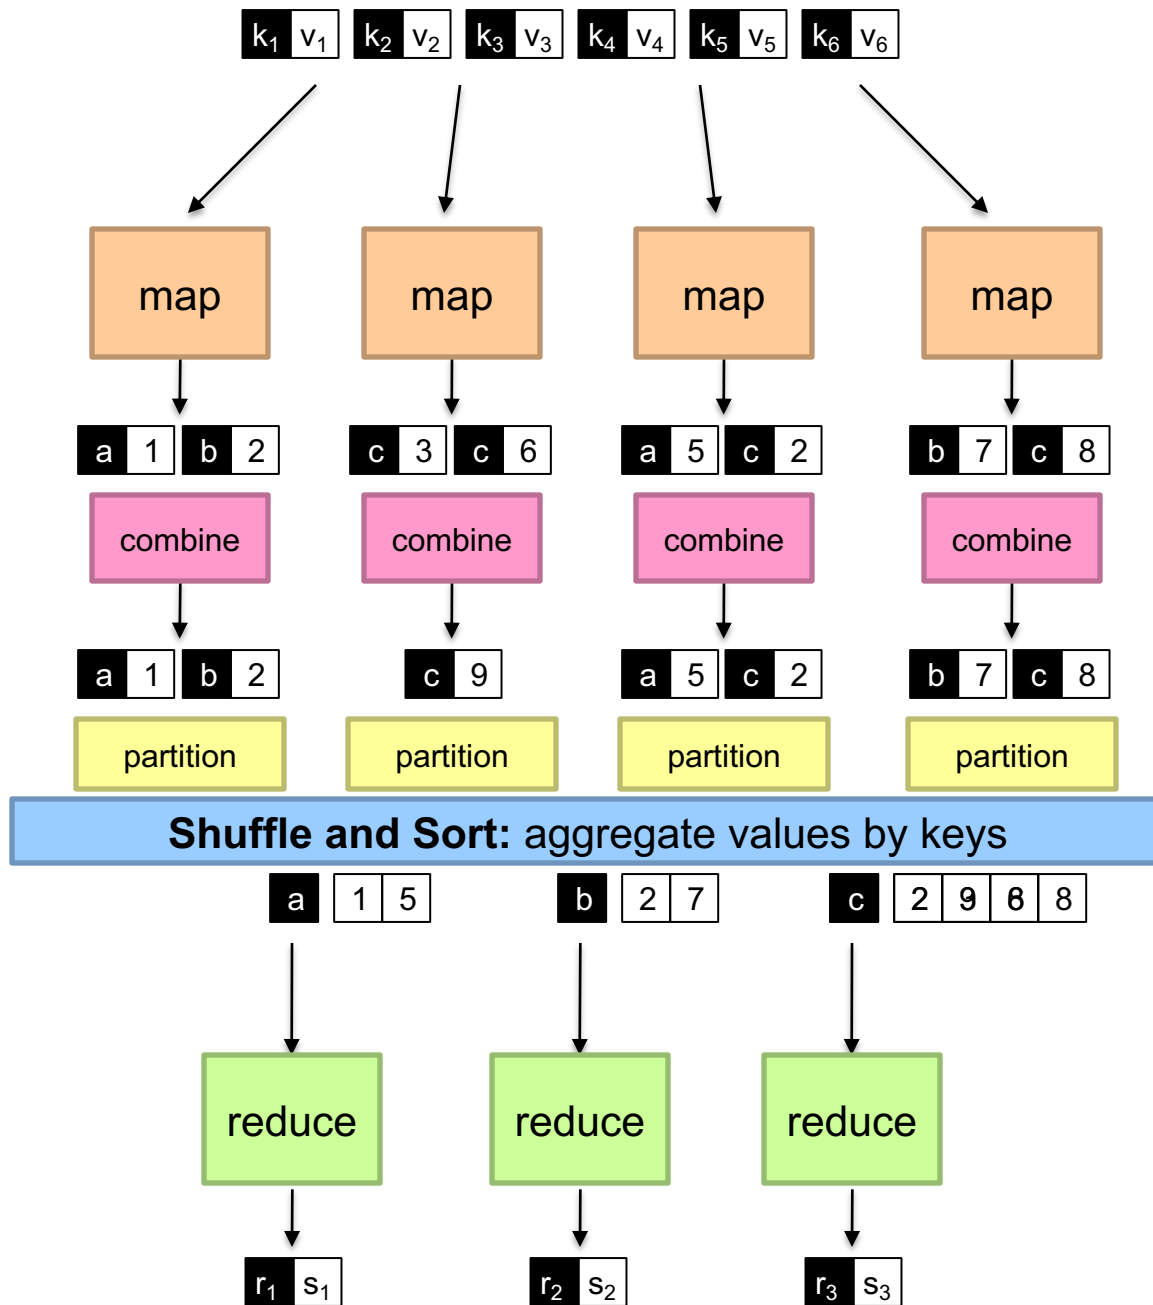 k1 v1 k2 v2 k3 v3 k4 v4 k5 v5 k6 v6
map map map map
a 1 b 2 c 3 c 6 a 5 c 2 b 7 c 8
combine combine combine combine
a 1 b 2 c 9 a 5 c 2 b 7 c 8
partition partition partition partition
Shuffle and Sort: aggregate values by keys
a 1 5 b 2 7 c 2 8
reduce reduce reduce
r1 s1 r2 s2 r3 s3